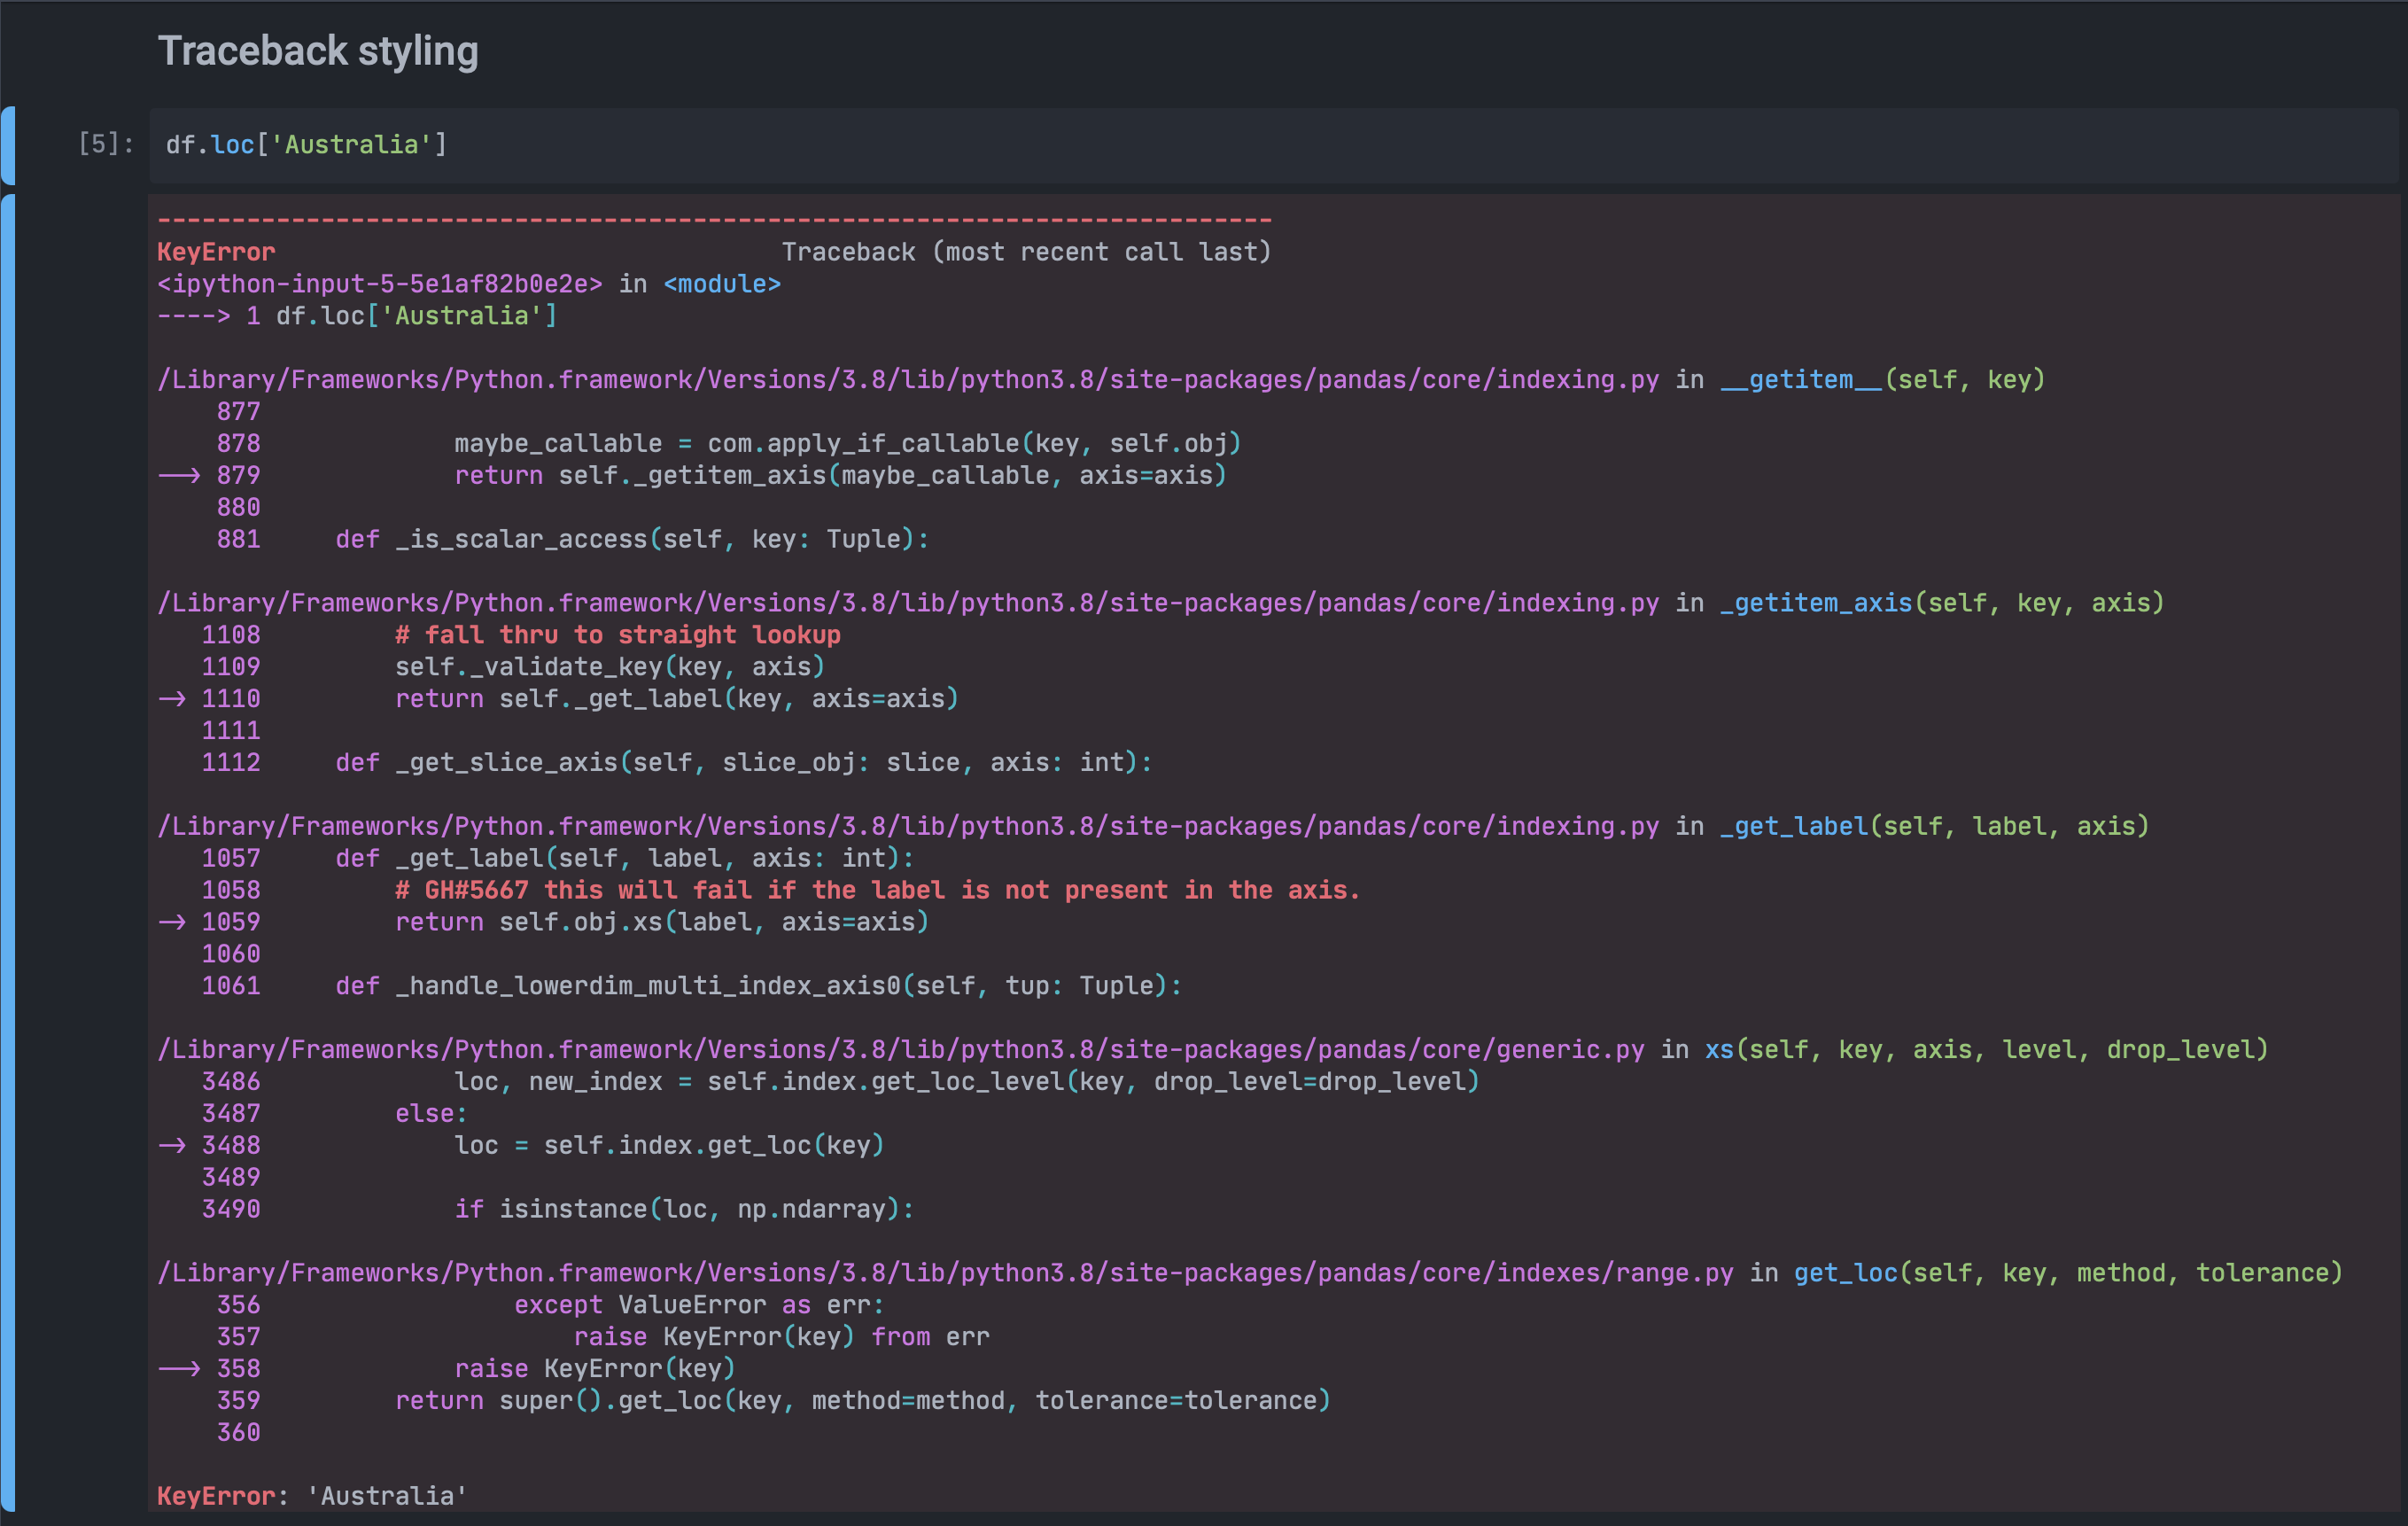 Traceback styling
[5]: df.loc['Australia']
---------------------------------------------------------------------------
KeyError                                  Traceback (most recent call last)
<ipython-input-5-5e1af82b0e2e> in <module>
----> 1 df.loc['Australia']

/Library/Frameworks/Python.framework/Versions/3.8/lib/python3.8/site-packages/pandas/core/indexing.py in __getitem__(self, key)
    877
    878             maybe_callable = com.apply_if_callable(key, self.obj)
--> 879             return self._getitem_axis(maybe_callable, axis=axis)
    880
    881     def _is_scalar_access(self, key: Tuple):

/Library/Frameworks/Python.framework/Versions/3.8/lib/python3.8/site-packages/pandas/core/indexing.py in _getitem_axis(self, key, axis)
   1108         # fall thru to straight lookup
   1109         self._validate_key(key, axis)
-> 1110         return self._get_label(key, axis=axis)
   1111
   1112     def _get_slice_axis(self, slice_obj: slice, axis: int):

/Library/Frameworks/Python.framework/Versions/3.8/lib/python3.8/site-packages/pandas/core/indexing.py in _get_label(self, label, axis)
   1057     def _get_label(self, label, axis: int):
   1058         # GH#5667 this will fail if the label is not present in the axis.
-> 1059         return self.obj.xs(label, axis=axis)
   1060
   1061     def _handle_lowerdim_multi_index_axis0(self, tup: Tuple):

/Library/Frameworks/Python.framework/Versions/3.8/lib/python3.8/site-packages/pandas/core/generic.py in xs(self, key, axis, level, drop_level)
   3486             loc, new_index = self.index.get_loc_level(key, drop_level=drop_level)
   3487         else:
-> 3488             loc = self.index.get_loc(key)
   3489
   3490             if isinstance(loc, np.ndarray):

/Library/Frameworks/Python.framework/Versions/3.8/lib/python3.8/site-packages/pandas/core/indexes/range.py in get_loc(self, key, method, tolerance)
    356                 except ValueError as err:
    357                     raise KeyError(key) from err
--> 358             raise KeyError(key)
    359         return super().get_loc(key, method=method, tolerance=tolerance)
    360

KeyError: 'Australia'